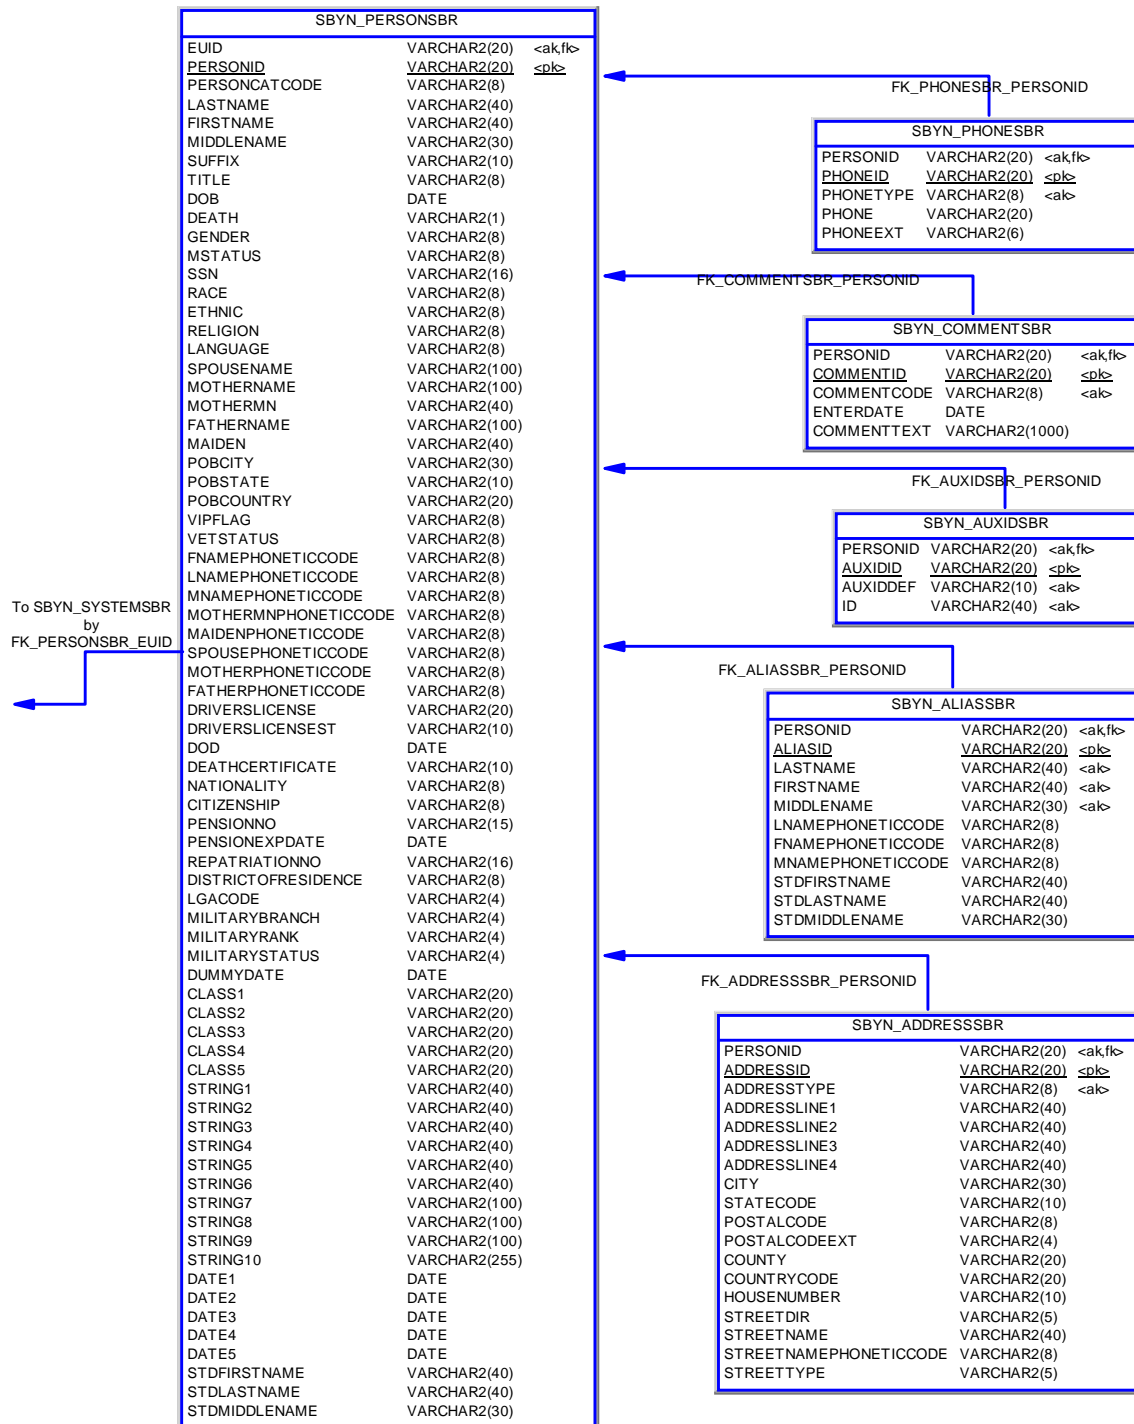 SBYN_PERSONSBR
EUID VARCHAR2(20) <ak,fk>
PERSONID VARCHAR2(20) <pk>
PERSONCATCODE VARCHAR2(8)
LASTNAME VARCHAR2(40)
FIRSTNAME VARCHAR2(40)
MIDDLENAME VARCHAR2(30)
SUFFIX VARCHAR2(10)
TITLE VARCHAR2(8)
DOB DATE
DEATH VARCHAR2(1)
GENDER VARCHAR2(8)
MSTATUS VARCHAR2(8)
SSN VARCHAR2(16)
RACE VARCHAR2(8)
ETHNIC VARCHAR2(8)
RELIGION VARCHAR2(8)
LANGUAGE VARCHAR2(8)
SPOUSENAME VARCHAR2(100)
MOTHERNAME VARCHAR2(100)
MOTHERMN VARCHAR2(40)
FATHERNAME VARCHAR2(100)
MAIDEN VARCHAR2(40)
POBCITY VARCHAR2(30)
POBSTATE VARCHAR2(10)
POBCOUNTRY VARCHAR2(20)
VIPFLAG VARCHAR2(8)
VETSTATUS VARCHAR2(8)
FNAMEPHONETICCODE VARCHAR2(8)
LNAMEPHONETICCODE VARCHAR2(8)
MNAMEPHONETICCODE VARCHAR2(8)
MOTHERMNPHONETICCODE VARCHAR2(8)
MAIDENPHONETICCODE VARCHAR2(8)
SPOUSEPHONETICCODE VARCHAR2(8)
MOTHERPHONETICCODE VARCHAR2(8)
FATHERPHONETICCODE VARCHAR2(8)
DRIVERSLICENSE VARCHAR2(20)
DRIVERSLICENSEST VARCHAR2(10)
DOD DATE
DEATHCERTIFICATE VARCHAR2(10)
NATIONALITY VARCHAR2(8)
CITIZENSHIP VARCHAR2(8)
PENSIONNO VARCHAR2(15)
PENSIONEXPDATE DATE
REPATRIATIONNO VARCHAR2(16)
DISTRICTOFRESIDENCE VARCHAR2(8)
LGACODE VARCHAR2(4)
MILITARYBRANCH VARCHAR2(4)
MILITARYRANK VARCHAR2(4)
MILITARYSTATUS VARCHAR2(4)
DUMMYDATE DATE
CLASS1 VARCHAR2(20)
CLASS2 VARCHAR2(20)
CLASS3 VARCHAR2(20)
CLASS4 VARCHAR2(20)
CLASS5 VARCHAR2(20)
STRING1 VARCHAR2(40)
STRING2 VARCHAR2(40)
STRING3 VARCHAR2(40)
STRING4 VARCHAR2(40)
STRING5 VARCHAR2(40)
STRING6 VARCHAR2(40)
STRING7 VARCHAR2(100)
STRING8 VARCHAR2(100)
STRING9 VARCHAR2(100)
STRING10 VARCHAR2(255)
DATE1 DATE
DATE2 DATE
DATE3 DATE
DATE4 DATE
DATE5 DATE
STDFIRSTNAME VARCHAR2(40)
STDLASTNAME VARCHAR2(40)
STDMIDDLENAME VARCHAR2(30)
To SBYN_SYSTEMSBR
by
FK_PERSONSBR_EUID
FK_PHONESBR_PERSONID
SBYN_PHONESBR
PERSONID VARCHAR2(20) <ak,fk>
PHONEID VARCHAR2(20) <pk>
PHONETYPE VARCHAR2(8) <ak>
PHONE VARCHAR2(20)
PHONEEXT VARCHAR2(6)
FK_COMMENTSBR_PERSONID
SBYN_COMMENTSBR
PERSONID VARCHAR2(20) <ak,fk>
COMMENTID VARCHAR2(20) <pk>
COMMENTCODE VARCHAR2(8) <ak>
ENTERDATE DATE
COMMENTTEXT VARCHAR2(1000)
FK_AUXIDSBR_PERSONID
SBYN_AUXIDSBR
PERSONID VARCHAR2(20) <ak,fk>
AUXIDID VARCHAR2(20) <pk>
AUXIDDEF VARCHAR2(10) <ak>
ID VARCHAR2(40) <ak>
FK_ALIASSBR_PERSONID
SBYN_ALIASSBR
PERSONID VARCHAR2(20) <ak,fk>
ALIASID VARCHAR2(20) <pk>
LASTNAME VARCHAR2(40) <ak>
FIRSTNAME VARCHAR2(40) <ak>
MIDDLENAME VARCHAR2(30) <ak>
LNAMEPHONETICCODE VARCHAR2(8)
FNAMEPHONETICCODE VARCHAR2(8)
MNAMEPHONETICCODE VARCHAR2(8)
STDFIRSTNAME VARCHAR2(40)
STDLASTNAME VARCHAR2(40)
STDMIDDLENAME VARCHAR2(30)
FK_ADDRESSSBR_PERSONID
SBYN_ADDRESSSBR
PERSONID VARCHAR2(20) <ak,fk>
ADDRESSID VARCHAR2(20) <pk>
ADDRESSTYPE VARCHAR2(8) <ak>
ADDRESSLINE1 VARCHAR2(40)
ADDRESSLINE2 VARCHAR2(40)
ADDRESSLINE3 VARCHAR2(40)
ADDRESSLINE4 VARCHAR2(40)
CITY VARCHAR2(30)
STATECODE VARCHAR2(10)
POSTALCODE VARCHAR2(8)
POSTALCODEEXT VARCHAR2(4)
COUNTY VARCHAR2(20)
COUNTRYCODE VARCHAR2(20)
HOUSENUMBER VARCHAR2(10)
STREETDIR VARCHAR2(5)
STREETNAME VARCHAR2(40)
STREETNAMEPHONETICCODE VARCHAR2(8)
STREETTYPE VARCHAR2(5)